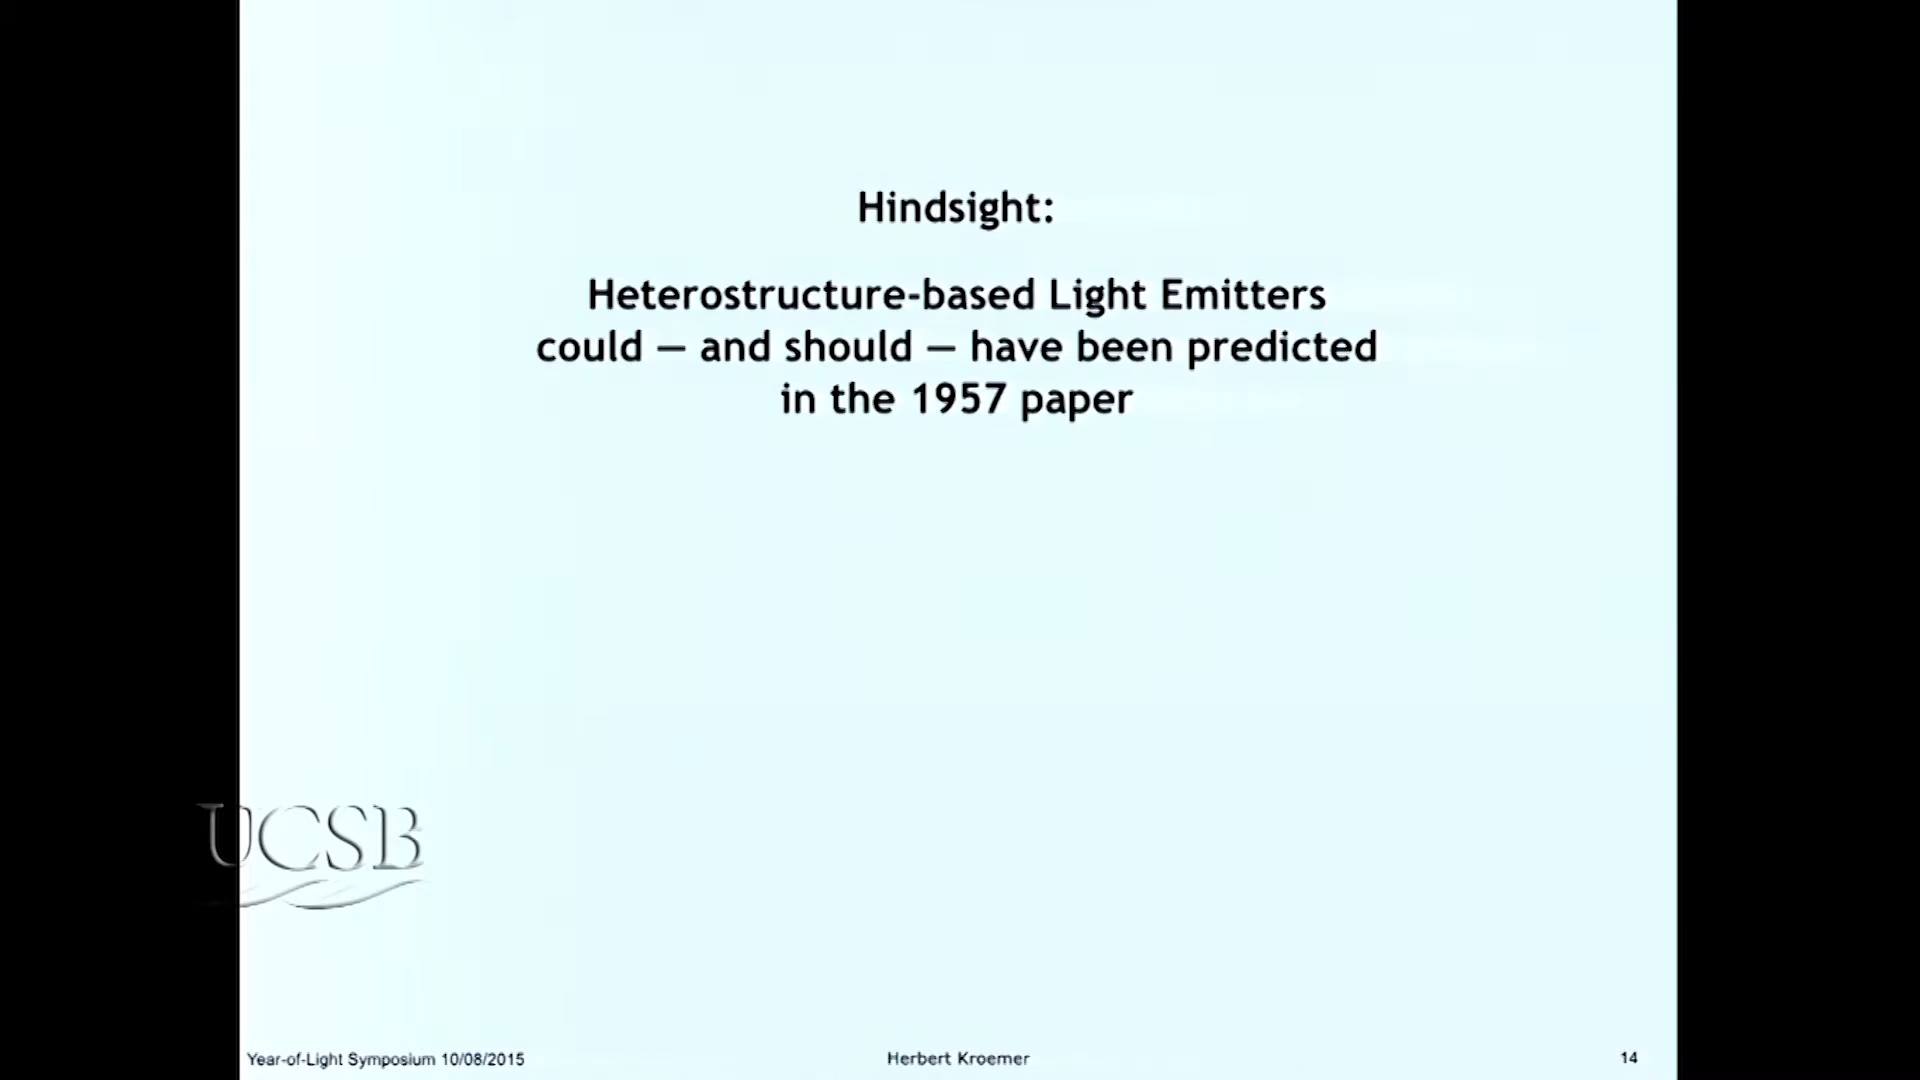 Hindsight:
Heterostructure-based Light Emitters
could — and should — have been predicted
in the 1957 paper
UCSB
Year-of-Light Symposium 10/08/2015
Herbert Kroemer
14